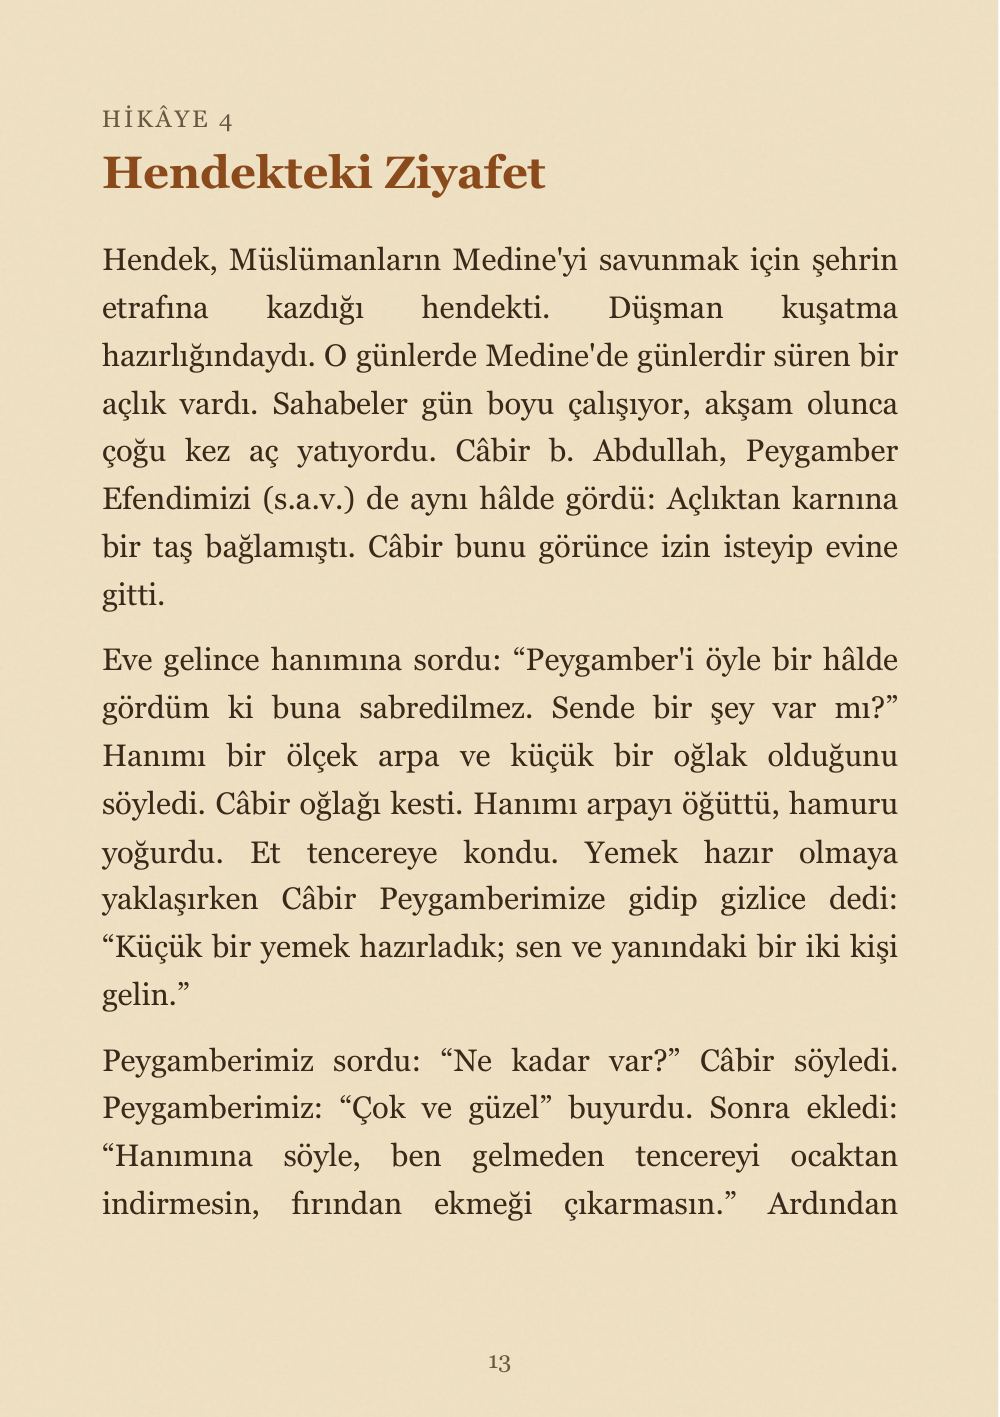 HİKÂYE 4
Hendekteki Ziyafet
Hendek, Müslümanların Medine'yi savunmak için şehrin
etrafına kazdığı hendekti. Düşman kuşatma
hazırlığındaydı. O günlerde Medine'de günlerdir süren bir
açlık vardı. Sahabeler gün boyu çalışıyor, akşam olunca
çoğu kez aç yatıyordu. Câbir b. Abdullah, Peygamber
Efendimizi (s.a.v.) de aynı hâlde gördü: Açlıktan karnına
bir taş bağlamıştı. Câbir bunu görünce izin isteyip evine
gitti.
Eve gelince hanımına sordu: “Peygamber'i öyle bir hâlde
gördüm ki buna sabredilmez. Sende bir şey var mı?”
Hanımı bir ölçek arpa ve küçük bir oğlak olduğunu
söyledi. Câbir oğlağı kesti. Hanımı arpayı öğüttü, hamuru
yoğurdu. Et tencereye kondu. Yemek hazır olmaya
yaklaşırken Câbir Peygamberimize gidip gizlice dedi:
“Küçük bir yemek hazırladık; sen ve yanındaki bir iki kişi
gelin.”
Peygamberimiz sordu: “Ne kadar var?” Câbir söyledi.
Peygamberimiz: “Çok ve güzel” buyurdu. Sonra ekledi:
“Hanımına söyle, ben gelmeden tencereyi ocaktan
indirmesin, fırından ekmeği çıkarmasın.” Ardından
13